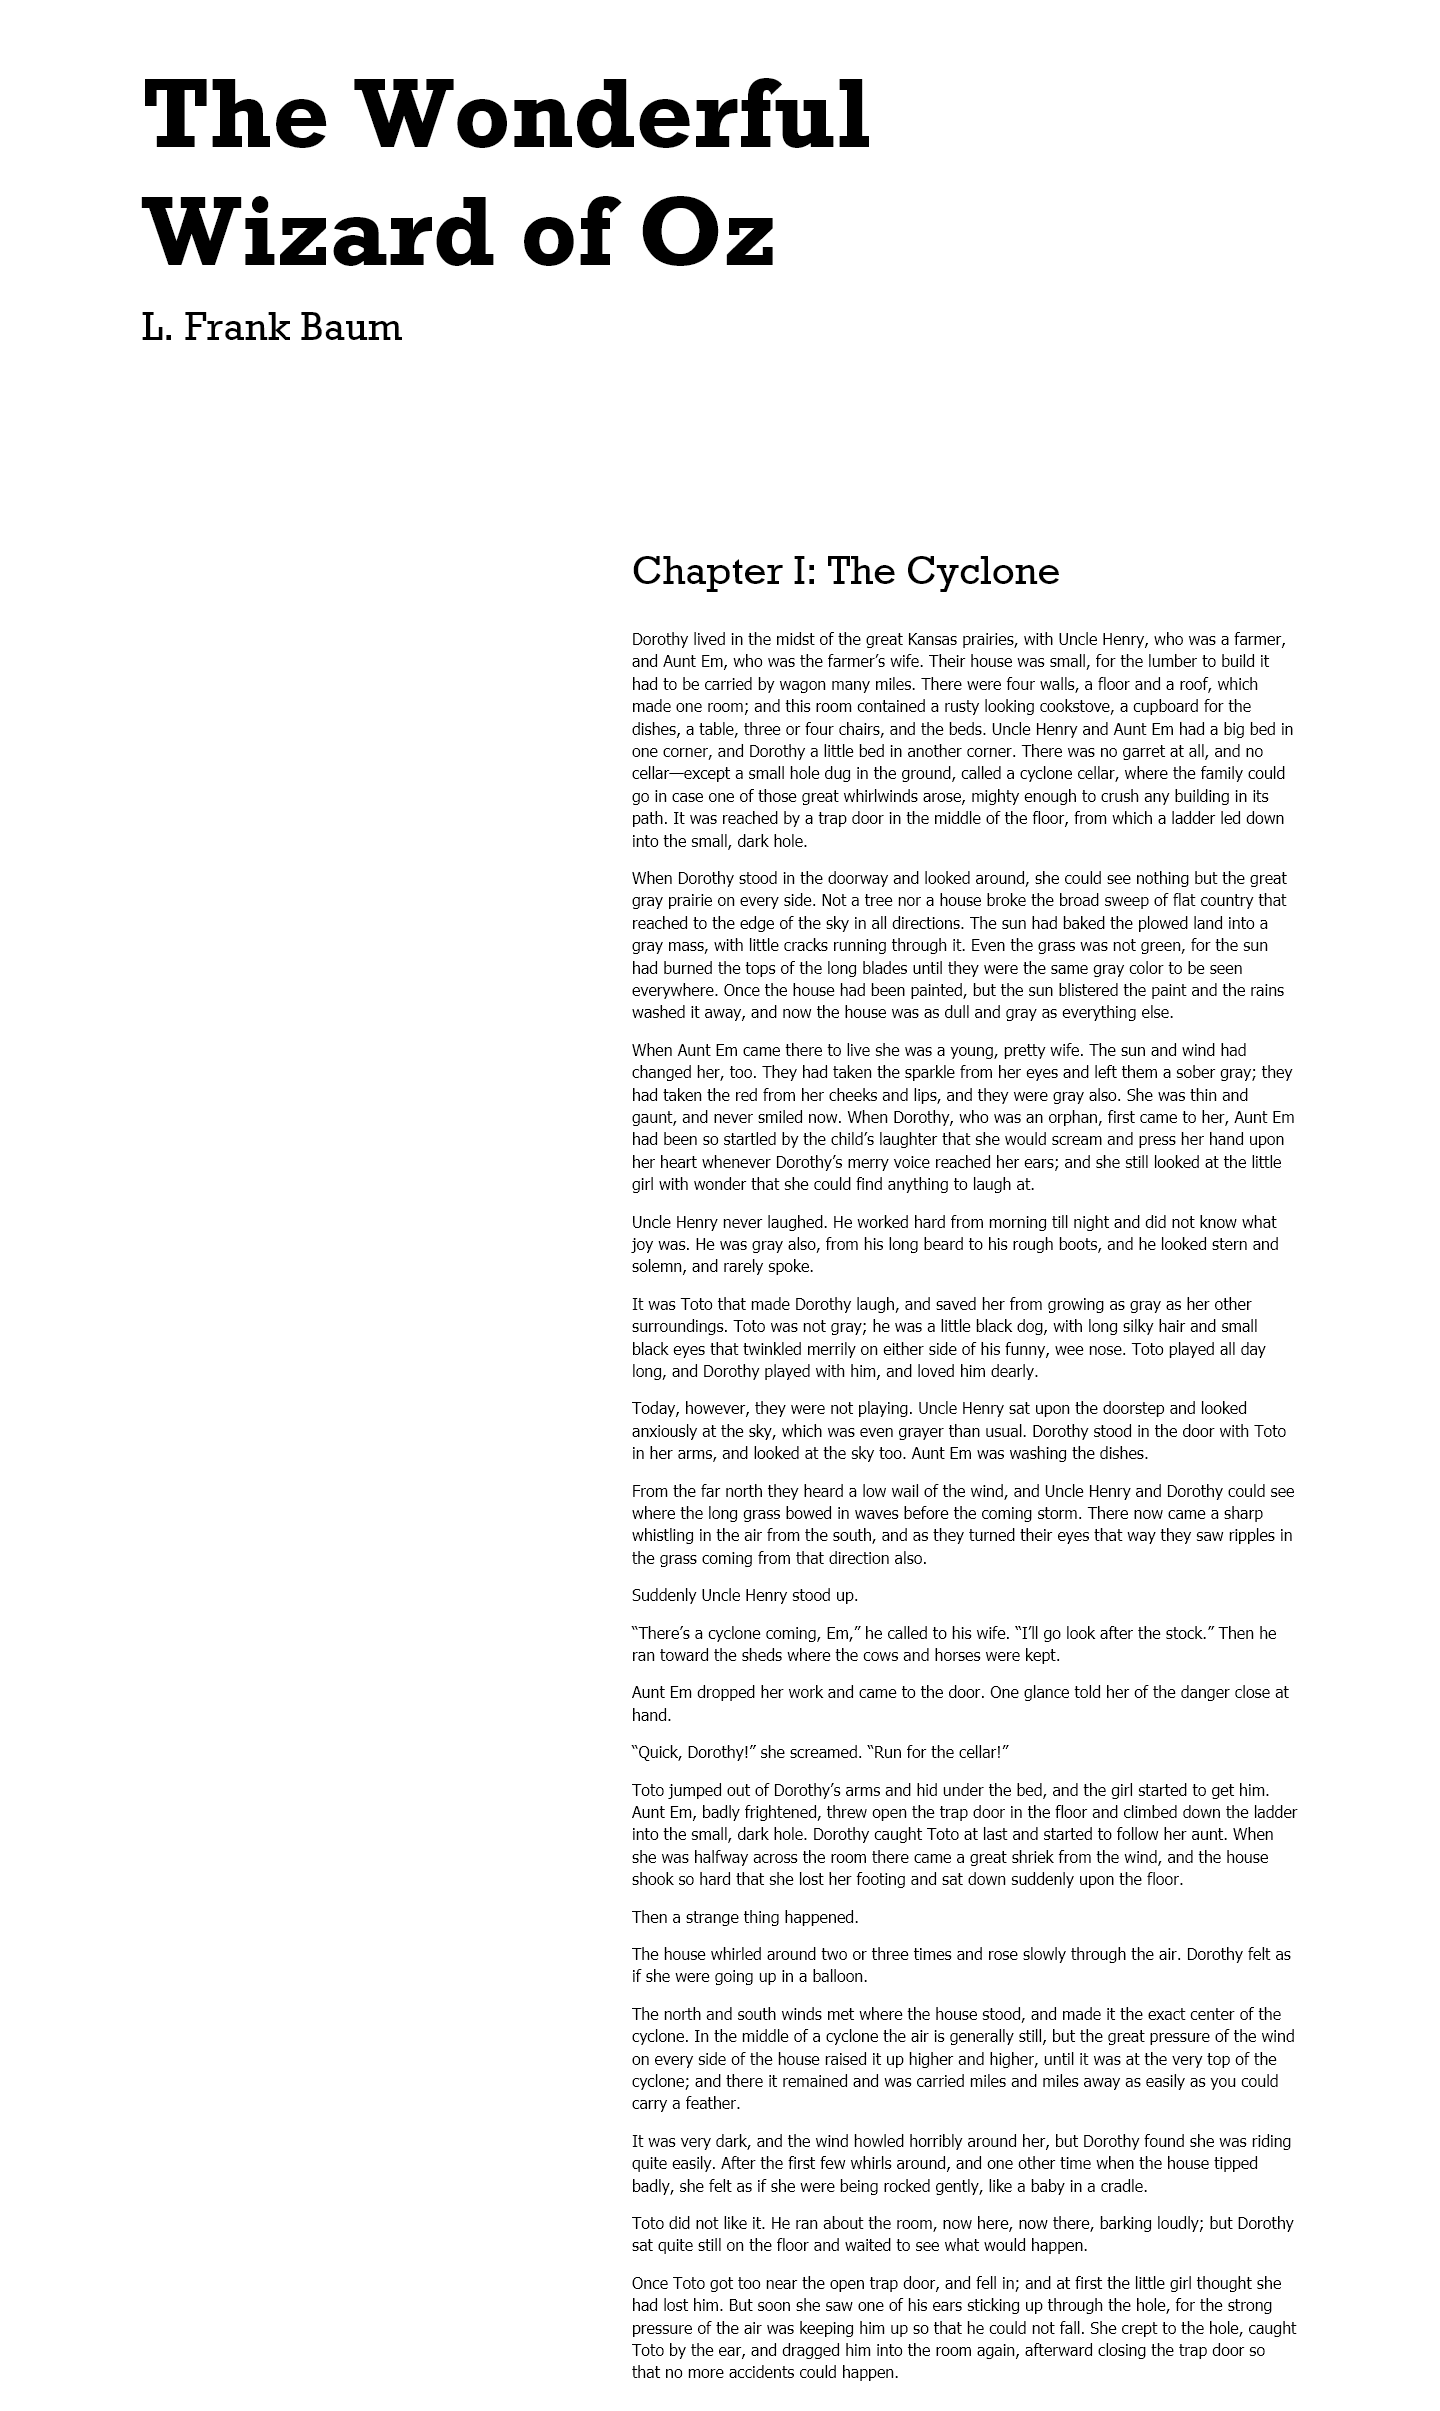 The Wonderful
Wizard of Oz
L. Frank Baum
Chapter I: The Cyclone
Dorothy lived in the midst of the great Kansas prairies, with Uncle Henry, who was a farmer,
and Aunt Em, who was the farmer’s wife. Their house was small, for the lumber to build it
had to be carried by wagon many miles. There were four walls, a floor and a roof, which
made one room; and this room contained a rusty looking cookstove, a cupboard for the
dishes, a table, three or four chairs, and the beds. Uncle Henry and Aunt Em had a big bed in
one corner, and Dorothy a little bed in another corner. There was no garret at all, and no
cellar—except a small hole dug in the ground, called a cyclone cellar, where the family could
go in case one of those great whirlwinds arose, mighty enough to crush any building in its
path. It was reached by a trap door in the middle of the floor, from which a ladder led down
into the small, dark hole.
When Dorothy stood in the doorway and looked around, she could see nothing but the great
gray prairie on every side. Not a tree nor a house broke the broad sweep of flat country that
reached to the edge of the sky in all directions. The sun had baked the plowed land into a
gray mass, with little cracks running through it. Even the grass was not green, for the sun
had burned the tops of the long blades until they were the same gray color to be seen
everywhere. Once the house had been painted, but the sun blistered the paint and the rains
washed it away, and now the house was as dull and gray as everything else.
When Aunt Em came there to live she was a young, pretty wife. The sun and wind had
changed her, too. They had taken the sparkle from her eyes and left them a sober gray; they
had taken the red from her cheeks and lips, and they were gray also. She was thin and
gaunt, and never smiled now. When Dorothy, who was an orphan, first came to her, Aunt Em
had been so startled by the child’s laughter that she would scream and press her hand upon
her heart whenever Dorothy’s merry voice reached her ears; and she still looked at the little
girl with wonder that she could find anything to laugh at.
Uncle Henry never laughed. He worked hard from morning till night and did not know what
joy was. He was gray also, from his long beard to his rough boots, and he looked stern and
solemn, and rarely spoke.
It was Toto that made Dorothy laugh, and saved her from growing as gray as her other
surroundings. Toto was not gray; he was a little black dog, with long silky hair and small
black eyes that twinkled merrily on either side of his funny, wee nose. Toto played all day
long, and Dorothy played with him, and loved him dearly.
Today, however, they were not playing. Uncle Henry sat upon the doorstep and looked
anxiously at the sky, which was even grayer than usual. Dorothy stood in the door with Toto
in her arms, and looked at the sky too. Aunt Em was washing the dishes.
From the far north they heard a low wail of the wind, and Uncle Henry and Dorothy could see
where the long grass bowed in waves before the coming storm. There now came a sharp
whistling in the air from the south, and as they turned their eyes that way they saw ripples in
the grass coming from that direction also.
Suddenly Uncle Henry stood up.
“There’s a cyclone coming, Em,” he called to his wife. “I’ll go look after the stock.” Then he
ran toward the sheds where the cows and horses were kept.
Aunt Em dropped her work and came to the door. One glance told her of the danger close at
hand.
“Quick, Dorothy!” she screamed. “Run for the cellar!”
Toto jumped out of Dorothy’s arms and hid under the bed, and the girl started to get him.
Aunt Em, badly frightened, threw open the trap door in the floor and climbed down the ladder
into the small, dark hole. Dorothy caught Toto at last and started to follow her aunt. When
she was halfway across the room there came a great shriek from the wind, and the house
shook so hard that she lost her footing and sat down suddenly upon the floor.
Then a strange thing happened.
The house whirled around two or three times and rose slowly through the air. Dorothy felt as
if she were going up in a balloon.
The north and south winds met where the house stood, and made it the exact center of the
cyclone. In the middle of a cyclone the air is generally still, but the great pressure of the wind
on every side of the house raised it up higher and higher, until it was at the very top of the
cyclone; and there it remained and was carried miles and miles away as easily as you could
carry a feather.
It was very dark, and the wind howled horribly around her, but Dorothy found she was riding
quite easily. After the first few whirls around, and one other time when the house tipped
badly, she felt as if she were being rocked gently, like a baby in a cradle.
Toto did not like it. He ran about the room, now here, now there, barking loudly; but Dorothy
sat quite still on the floor and waited to see what would happen.
Once Toto got too near the open trap door, and fell in; and at first the little girl thought she
had lost him. But soon she saw one of his ears sticking up through the hole, for the strong
pressure of the air was keeping him up so that he could not fall. She crept to the hole, caught
Toto by the ear, and dragged him into the room again, afterward closing the trap door so
that no more accidents could happen.